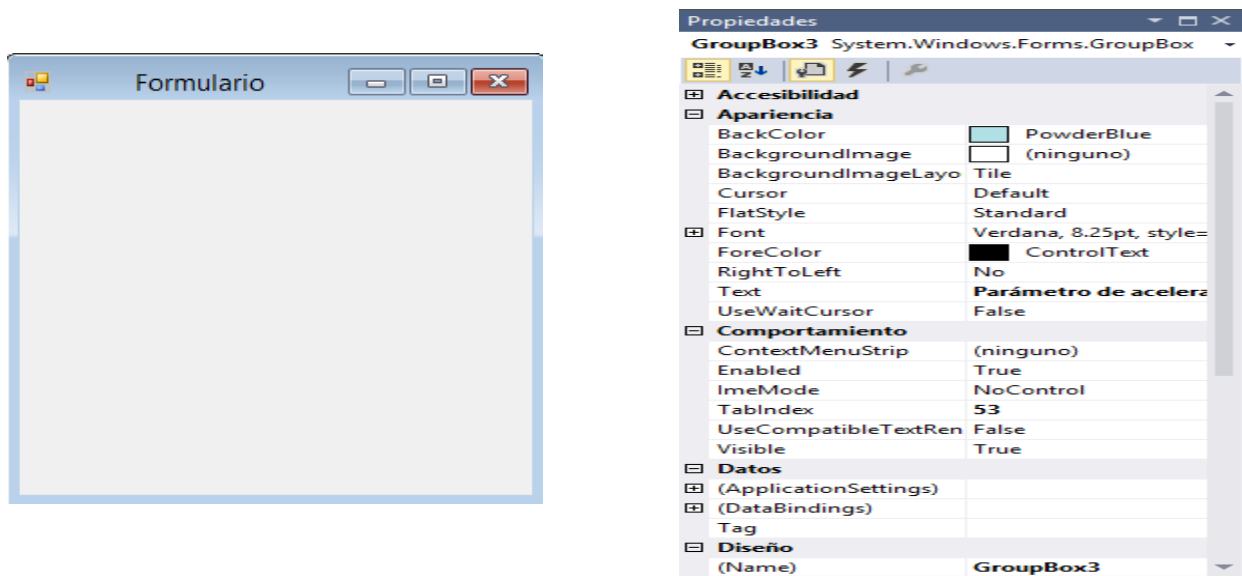 Formulario
Propiedades
GroupBox3 System.Windows.Forms.GroupBox
Accesibilidad
Apariencia
BackColor PowderBlue
BackgroundImage (ninguno)
BackgroundImageLayo Tile
Cursor Default
FlatStyle Standard
Font Verdana, 8.25pt, style=
ForeColor ControlText
RightToLeft No
Text Parámetro de acelera
UseWaitCursor False
Comportamiento
ContextMenuStrip (ninguno)
Enabled True
ImeMode NoControl
TabIndex 53
UseCompatibleTextRen False
Visible True
Datos
(ApplicationSettings)
(DataBindings)
Tag
Diseño
(Name) GroupBox3